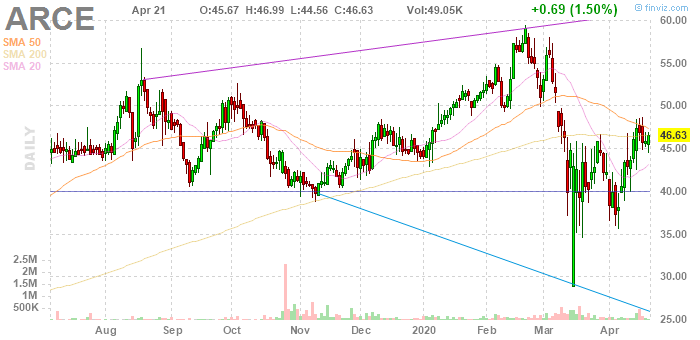 © finviz.com
ARCE
Apr 21 O:45.67 H:46.99 L:44.56 C:46.63 Vol:49.05K +0.69 (1.50%)
SMA 50
SMA 200
SMA 20
DAILY
60.00
55.00
50.00
46.63
45.00
40.00
35.00
30.00
25.00
2.5M
2M
1.5M
1M
500K
Aug Sep Oct Nov Dec 2020 Feb Mar Apr